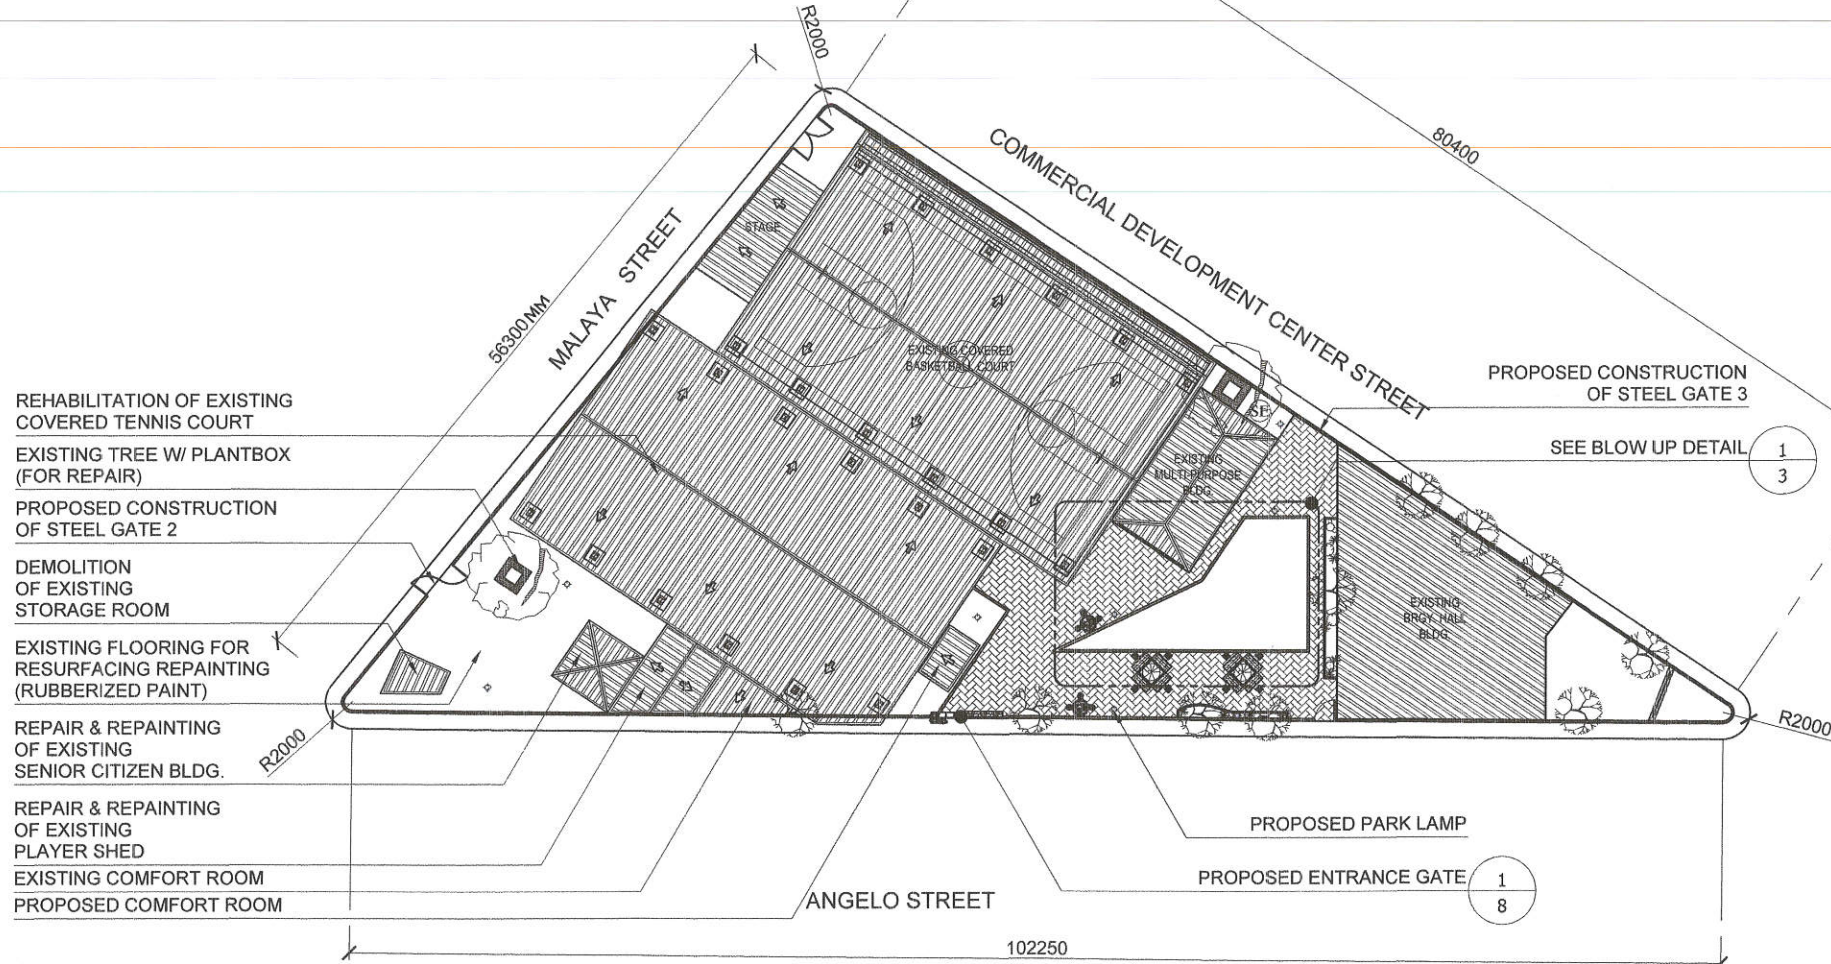 R2000
80400
COMMERCIAL DEVELOPMENT CENTER STREET
56300MM
MALAYA STREET
STAGE
EXISTING COVERED
BASKETBALL COURT
SE
EXISTING
MULTI-PURPOSE
BLDG.
EXISTING
BRGY. HALL
BLDG.
REHABILITATION OF EXISTING
COVERED TENNIS COURT
EXISTING TREE W/ PLANTBOX
(FOR REPAIR)
PROPOSED CONSTRUCTION
OF STEEL GATE 2
DEMOLITION
OF EXISTING
STORAGE ROOM
EXISTING FLOORING FOR
RESURFACING REPAINTING
(RUBBERIZED PAINT)
REPAIR & REPAINTING
OF EXISTING
SENIOR CITIZEN BLDG.
REPAIR & REPAINTING
OF EXISTING
PLAYER SHED
EXISTING COMFORT ROOM
PROPOSED COMFORT ROOM
R2000
PROPOSED CONSTRUCTION
OF STEEL GATE 3
SEE BLOW UP DETAIL
1
3
R2000
PROPOSED PARK LAMP
PROPOSED ENTRANCE GATE
1
8
ANGELO STREET
102250